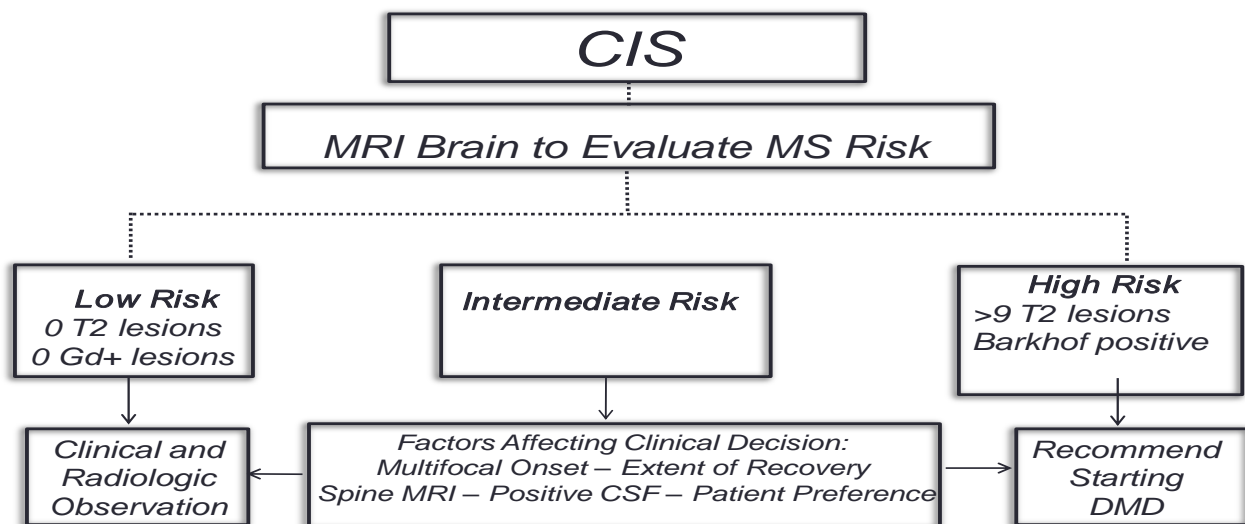 CIS
MRI Brain to Evaluate MS Risk
Low Risk
0 T2 lesions
0 Gd+ lesions
Intermediate Risk
High Risk
>9 T2 lesions
Barkhof positive
Clinical and
Radiologic
Observation
Factors Affecting Clinical Decision:
Multifocal Onset – Extent of Recovery
Spine MRI – Positive CSF – Patient Preference
Recommend
Starting
DMD